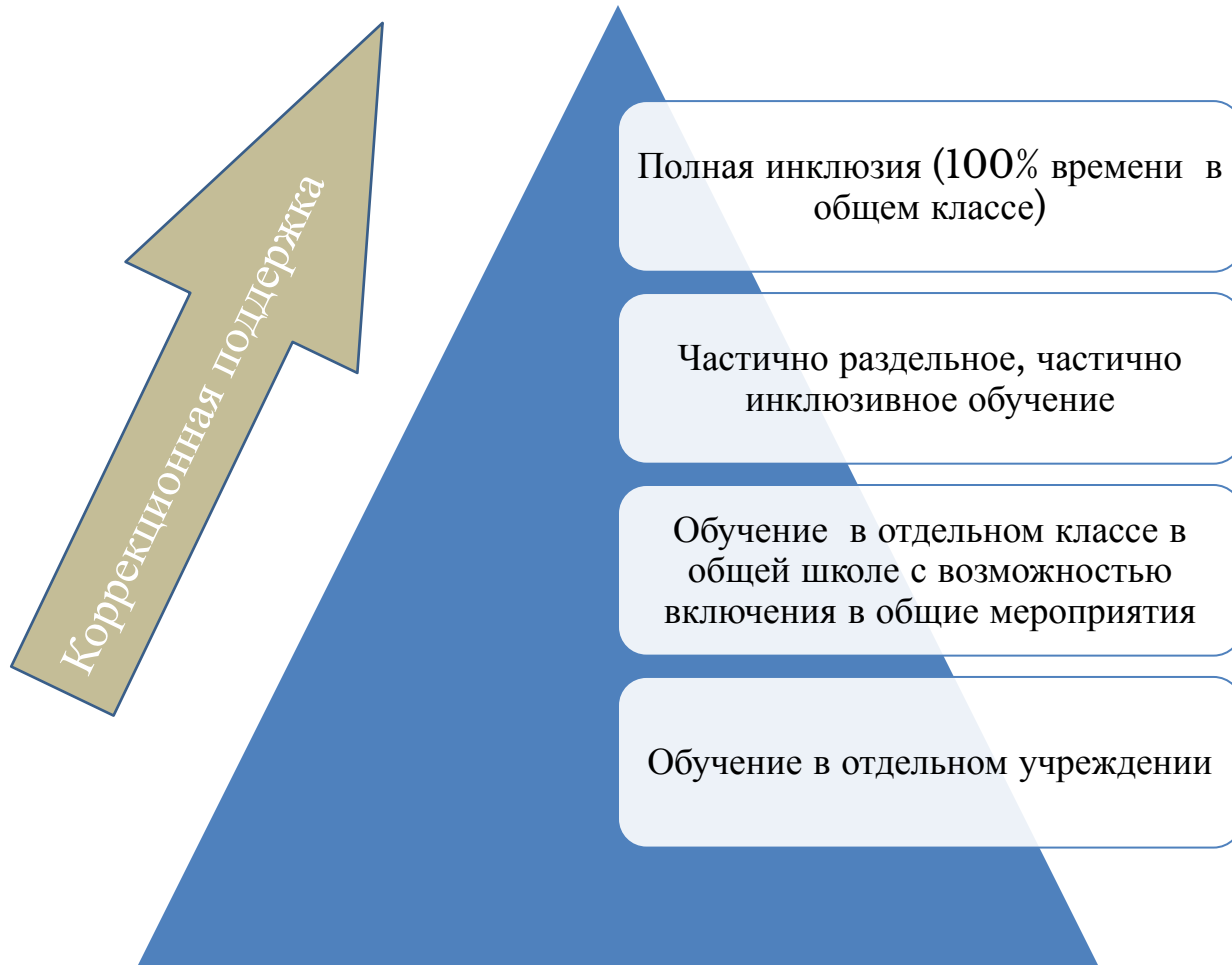 Коррекционная поддержка
Полная инклюзия (100% времени в
общем классе)
Частично раздельное, частично
инклюзивное обучение
Обучение в отдельном классе в
общей школе с возможностью
включения в общие мероприятия
Обучение в отдельном учреждении